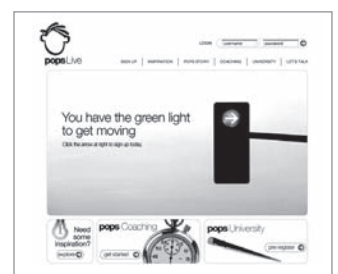 LOGIN username password
popsLive
SIGN UP INSPIRATION POPS STORY COACHING UNIVERSITY LET'S TALK
You have the green light
to get moving
Click the arrow at right to sign up today.
Need
some
inspiration?
explore
pops Coaching
get started
pops University
pre-register